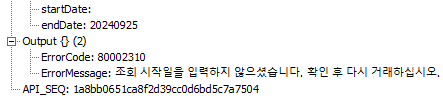 startDate:
endDate: 20240925
Output {} (2)
ErrorCode: 80002310
ErrorMessage: 조회 시작일을 입력하지 않으셨습니다. 확인 후 다시 거래하십시오.
API_SEQ: 1a8bb0651ca8f2d39cc0d6bd5c7a7504